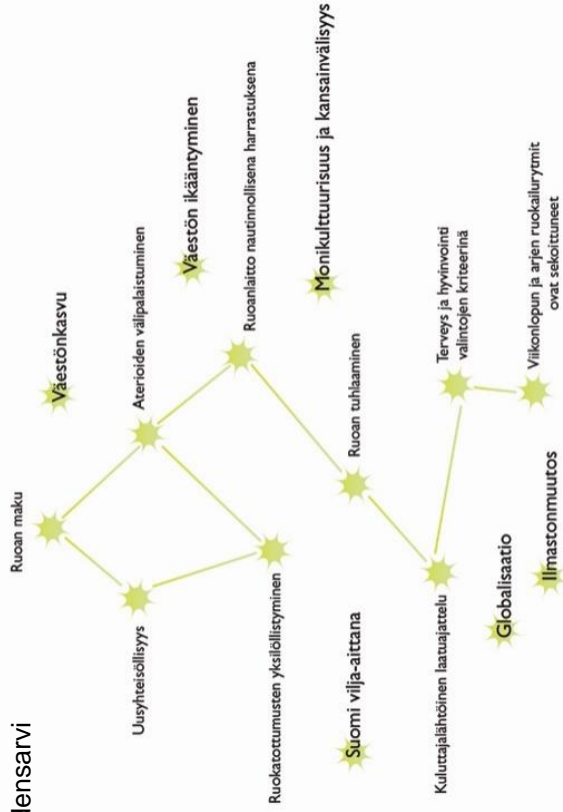 lensarvi
Ruoan maku
Väestönkasvu
Aterioiden välipalaistuminen
Uusyhteisöllisyys
Väestön ikääntyminen
Ruoanlaitto nautinnollisena harrastuksena
Ruokatottumusten yksilöllistyminen
Monikulttuurisuus ja kansainvälisyys
Ruoan tuhlaaminen
Suomi vilja-aittana
Terveys ja hyvinvointi
valintojen kriteerinä
Kuluttajalähtöinen laatuajattelu
Globalisaatio
Viikonlopun ja arjen ruokailurytmit
ovat sekoittuneet
Ilmastonmuutos